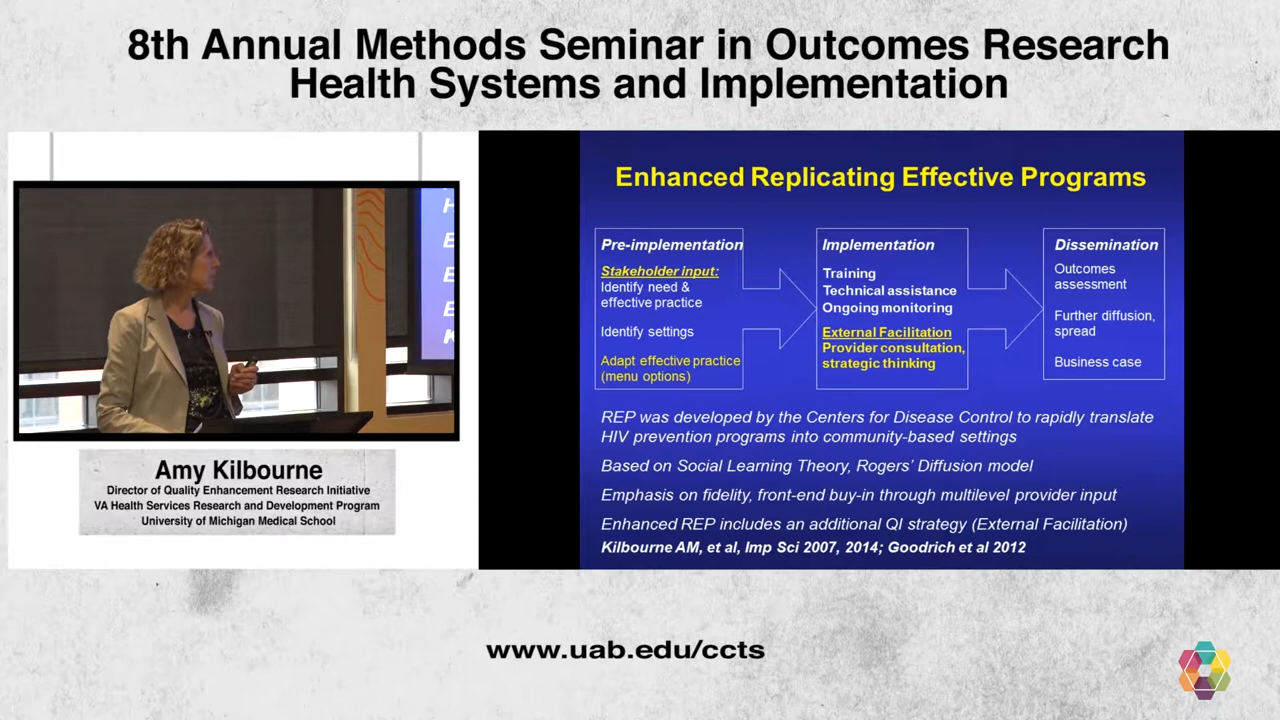 8th Annual Methods Seminar in Outcomes Research
Health Systems and Implementation
H
E
E
E
K
Amy Kilbourne
Director of Quality Enhancement Research Initiative
VA Health Services Research and Development Program
University of Michigan Medical School
Enhanced Replicating Effective Programs
Pre-implementation
Stakeholder input:
Identify need &
effective practice
Identify settings
Adapt effective practice
(menu options)
Implementation
Training
Technical assistance
Ongoing monitoring
External Facilitation
Provider consultation,
strategic thinking
Dissemination
Outcomes
assessment
Further diffusion,
spread
Business case
REP was developed by the Centers for Disease Control to rapidly translate
HIV prevention programs into community-based settings
Based on Social Learning Theory, Rogers' Diffusion model
Emphasis on fidelity, front-end buy-in through multilevel provider input
Enhanced REP includes an additional QI strategy (External Facilitation)
Kilbourne AM, et al, Imp Sci 2007, 2014; Goodrich et al 2012
www.uab.edu/ccts